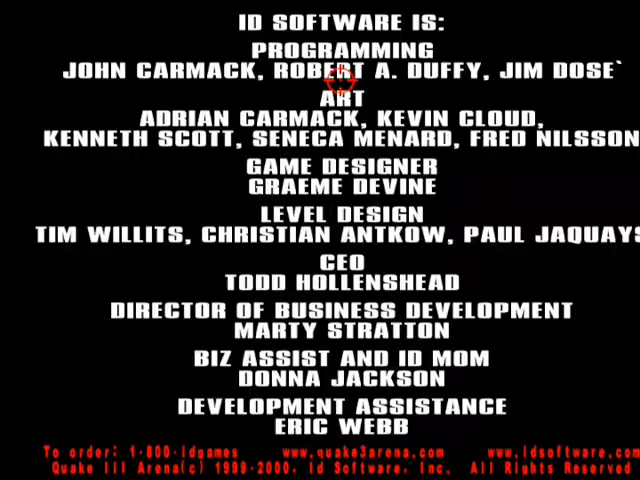 ID SOFTWARE IS:
PROGRAMMING
JOHN CARMACK, ROBERT A. DUFFY, JIM DOSE`
ART
ADRIAN CARMACK, KEVIN CLOUD,
KENNETH SCOTT, SENECA MENARD, FRED NILSSON
GAME DESIGNER
GRAEME DEVINE
LEVEL DESIGN
TIM WILLITS, CHRISTIAN ANTKOW, PAUL JAQUAYS
CEO
TODD HOLLENSHEAD
DIRECTOR OF BUSINESS DEVELOPMENT
MARTY STRATTON
BIZ ASSIST AND ID MOM
DONNA JACKSON
DEVELOPMENT ASSISTANCE
ERIC WEBB
To order: 1-800-idgames www.quake3arena.com www.idsoftware.com
Quake III Arena(c) 1999-2000, Id Software, Inc. All Rights Reserved